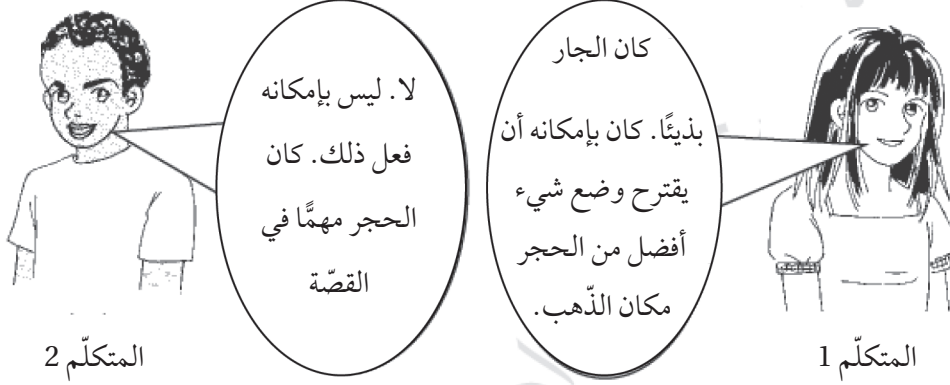 كان الجار
بذيئًا. كان بإمكانه أن
يقترح وضع شيء
أفضل من الحجر
مكان الذّهب.
المتكلّم 1
لا. ليس بإمكانه
فعل ذلك. كان
الحجر مهمًّا في
القصّة
المتكلّم 2